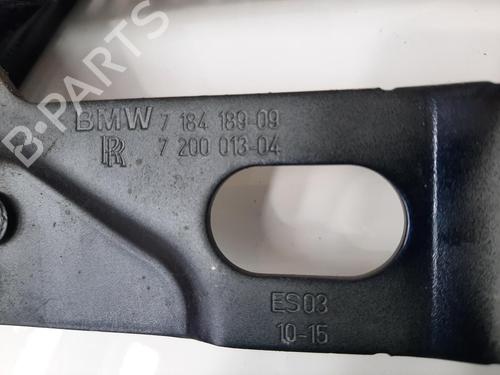 BMW 7 184 189-09
RR 7 200 013-04
ES03
10-15
B-PARTS